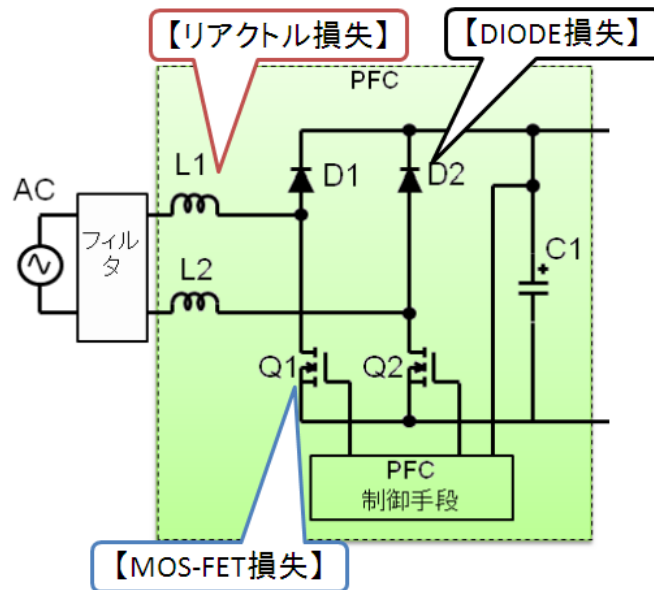 【リアクトル損失】
【DIODE損失】
PFC
L1
D1
D2
AC
フィル
タ
L2
C1
+
Q1
Q2
PFC
制御手段
【MOS-FET損失】